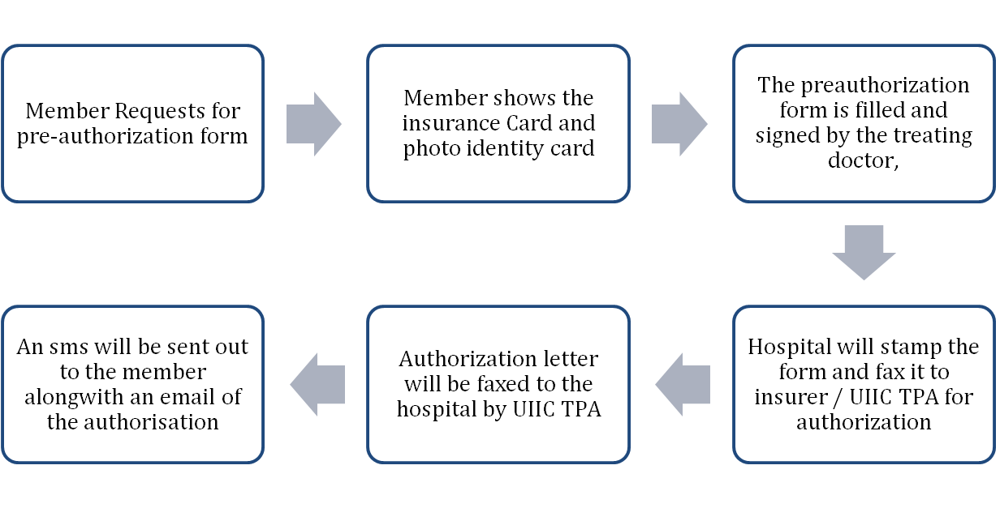 Member Requests for
pre-authorization form
Member shows the
insurance Card and
photo identity card
The preauthorization
form is filled and
signed by the treating
doctor,
Hospital will stamp the
form and fax it to
insurer / UIIC TPA for
authorization
Authorization letter
will be faxed to the
hospital by UIIC TPA
An sms will be sent out
to the member
alongwith an email of
the authorisation